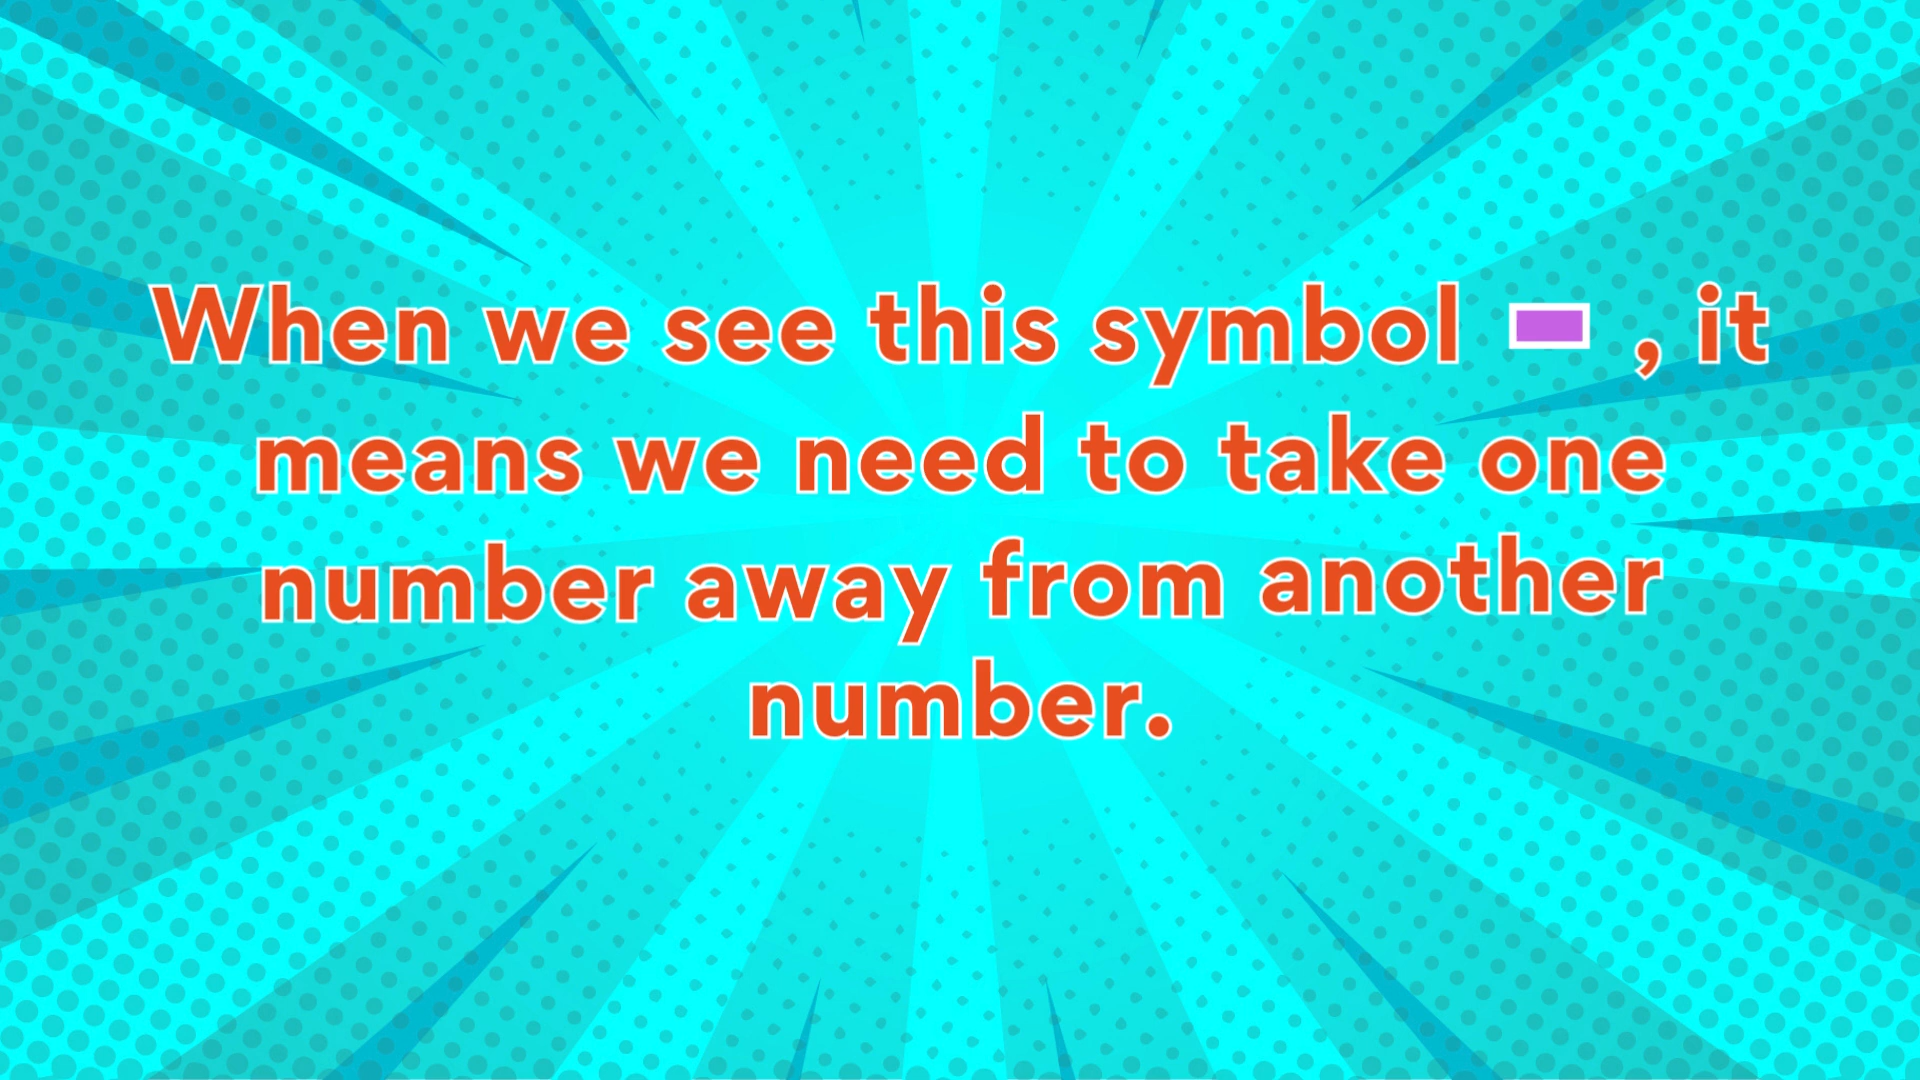 When we see this symbol - , it
means we need to take one
number away from another
number.